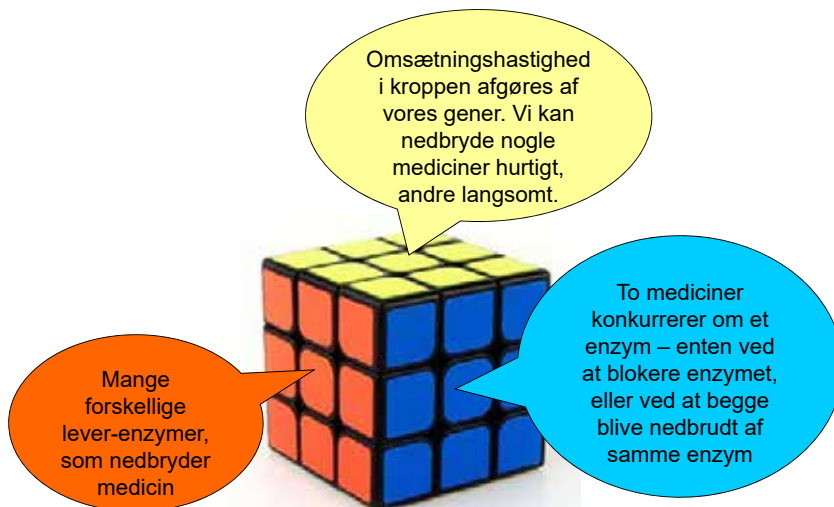 Omsætningshastighed
i kroppen afgøres af
vores gener. Vi kan
nedbryde nogle
mediciner hurtigt,
andre langsomt.
To mediciner
konkurrerer om et
enzym – enten ved
at blokere enzymet,
eller ved at begge
blive nedbrudt af
samme enzym
Mange
forskellige
lever-enzymer,
som nedbryder
medicin